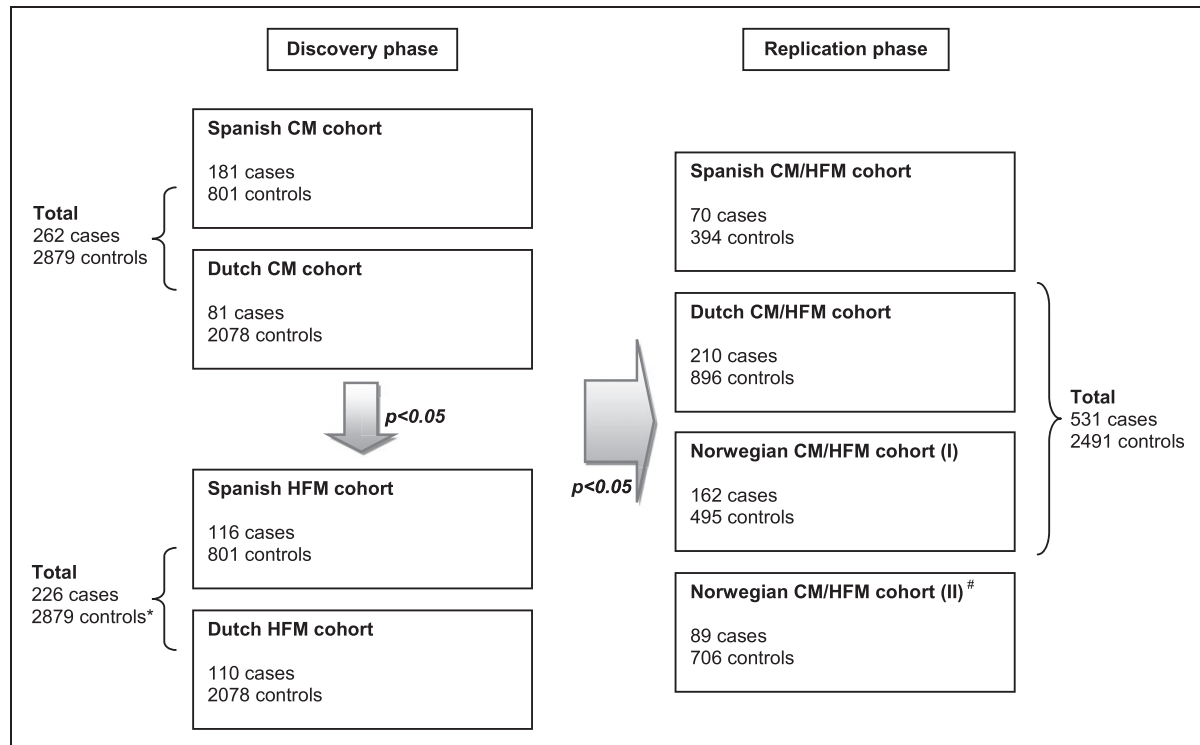 Discovery phase
Spanish CM cohort
181 cases
801 controls
Dutch CM cohort
81 cases
2078 controls
Total
262 cases
2879 controls
p<0.05
Spanish HFM cohort
116 cases
801 controls
Dutch HFM cohort
110 cases
2078 controls
Total
226 cases
2879 controls*
p<0.05
Replication phase
Spanish CM/HFM cohort
70 cases
394 controls
Dutch CM/HFM cohort
210 cases
896 controls
Norwegian CM/HFM cohort (I)
162 cases
495 controls
Norwegian CM/HFM cohort (II) #
89 cases
706 controls
Total
531 cases
2491 controls